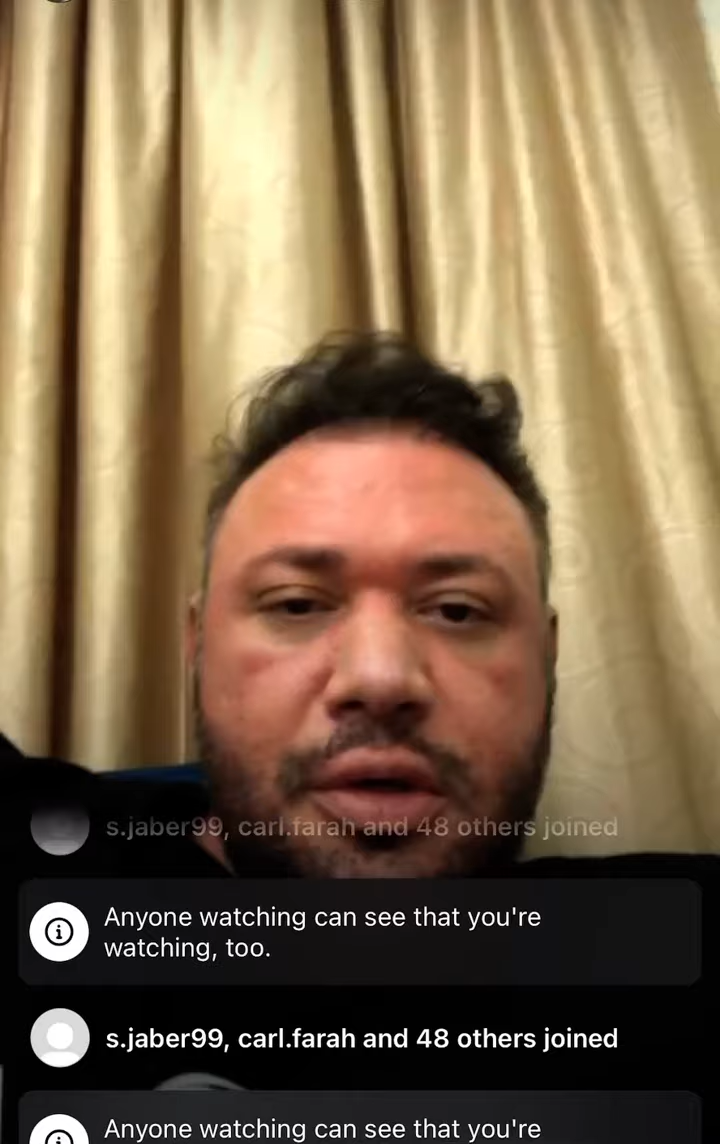 s.jaber99, carl.farah and 48 others joined
Anyone watching can see that you're
watching, too.
s.jaber99, carl.farah and 48 others joined
Anyone watching can see that you're